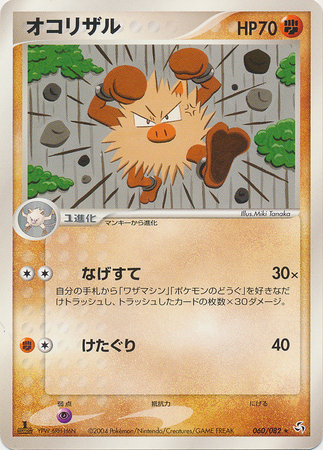 オコリザル HP70
Illus.Miki Tanaka
1進化 マンキーから進化
なげすて 30×
自分の手札から「ワザマシン」「ポケモンのどうぐ」を好きなだ
けトラッシュし、トラッシュしたカードの枚数×30ダメージ。
けたぐり 40
弱点 抵抗力 にげる
1
©2004 Pokémon/Nintendo/Creatures/GAME FREAK 060/082 ★